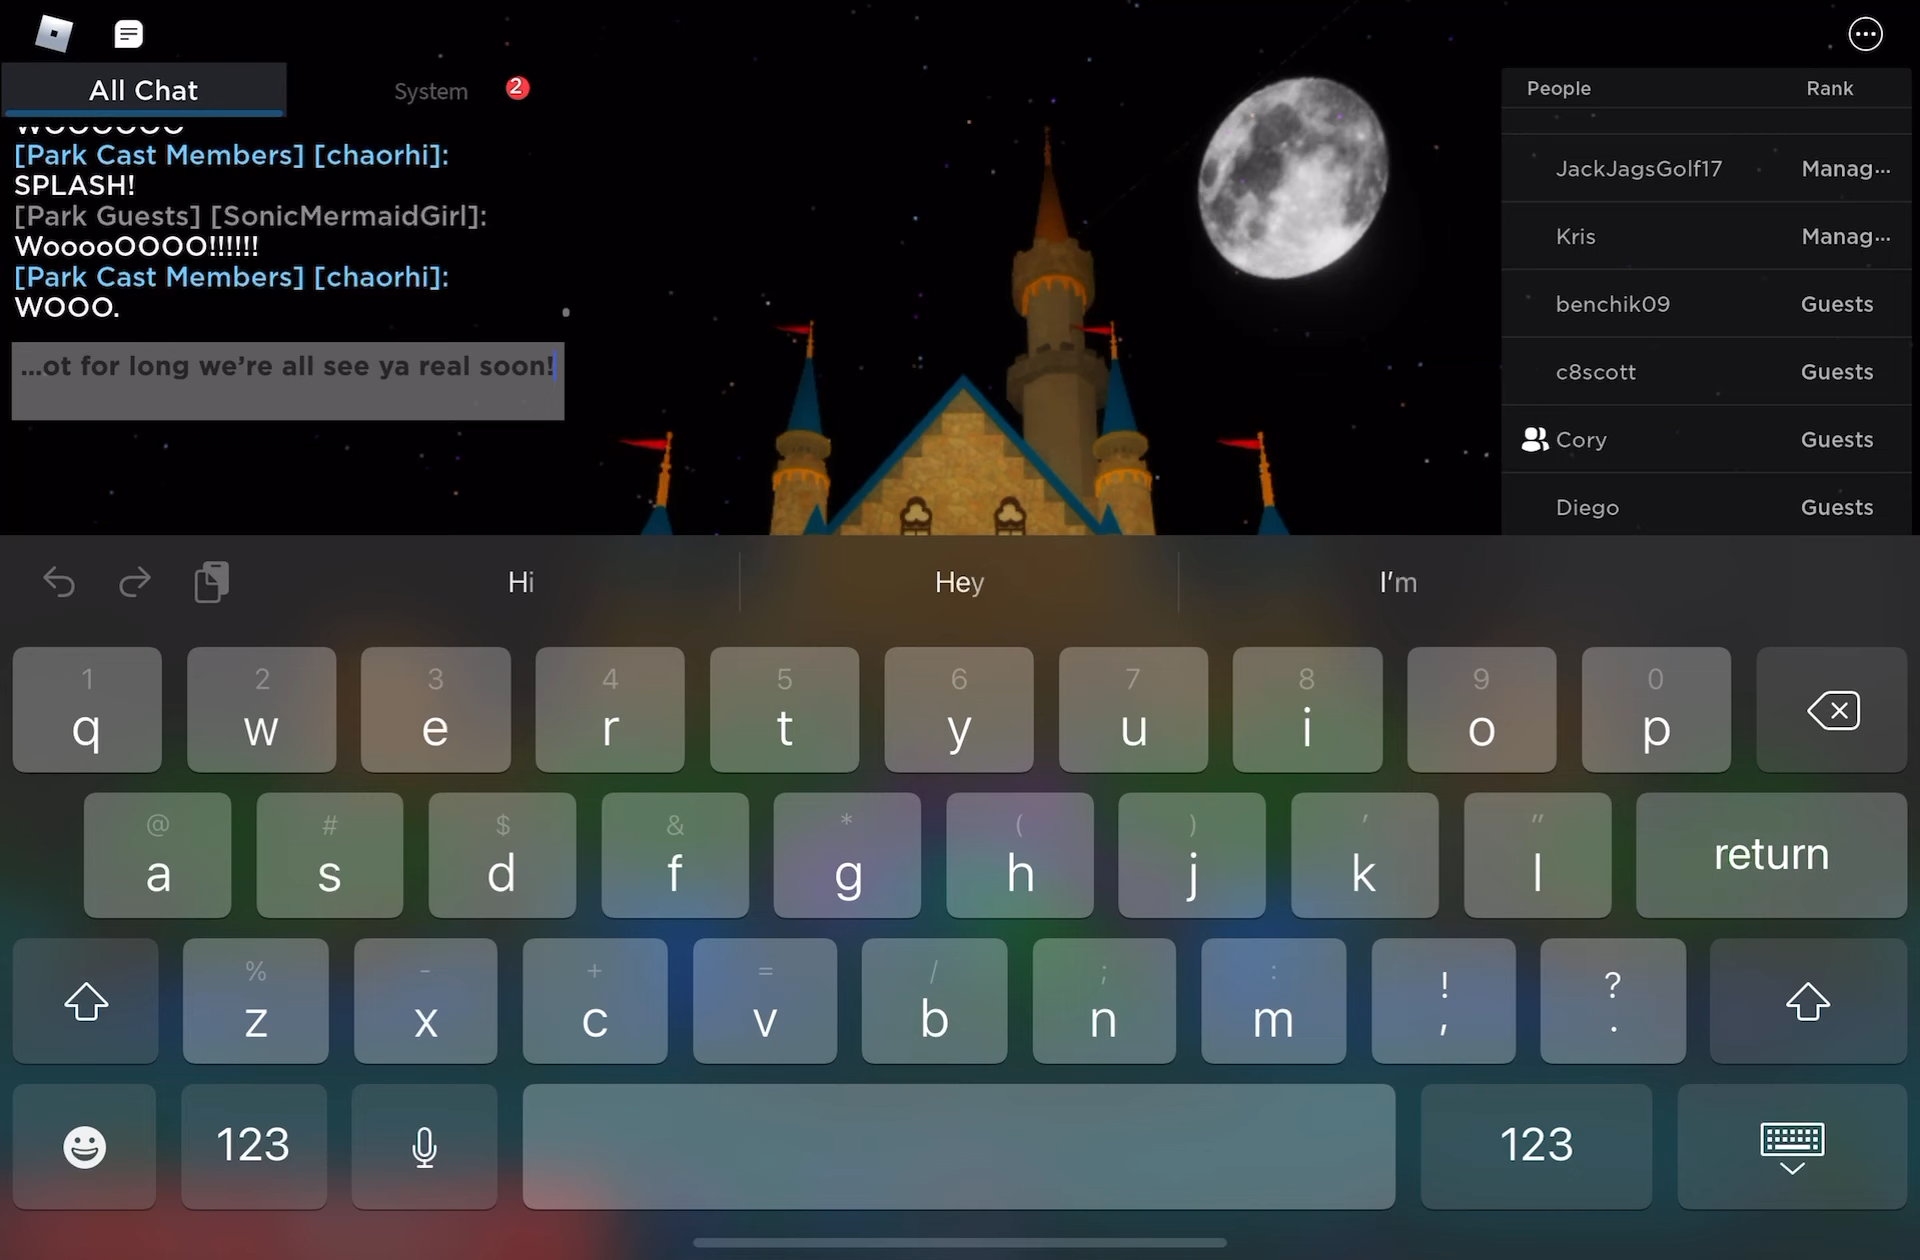 All Chat
System 2
[Park Cast Members] [chaorhi]:
SPLASH!
[Park Guests] [SonicMermaidGirl]:
WooooOOOO!!!!!!
[Park Cast Members] [chaorhi]:
WOOO.
...ot for long we're all see ya real soon!
People Rank
JackJagsGolf17 Manag...
Kris Manag...
benchik09 Guests
c8scott Guests
Cory Guests
Diego Guests
Hi Hey I'm
1 2 3 4 5 6 7 8 9 0
q w e r t y u i o p
@ # $ & * ( ) ' "
a s d f g h j k l return
% - + = / ; : ! ?
z x c v b n m , .
123 123